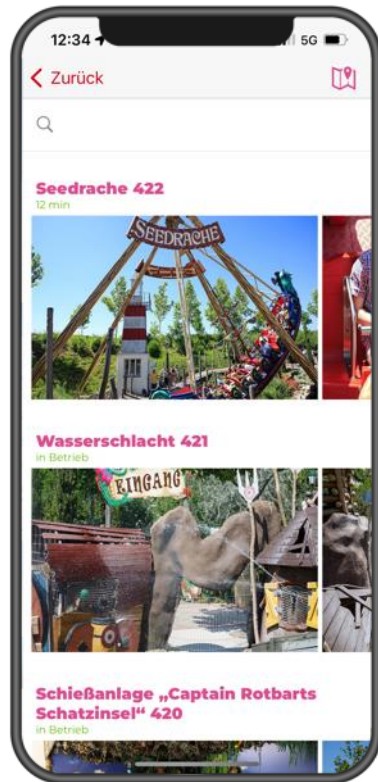 12:34
5G
Zurück
Seedrache 422
12 min
SEEDRACHE
Wasserschlacht 421
in Betrieb
EINGANG
Schießanlage „Captain Rotbarts
Schatzinsel“ 420
in Betrieb